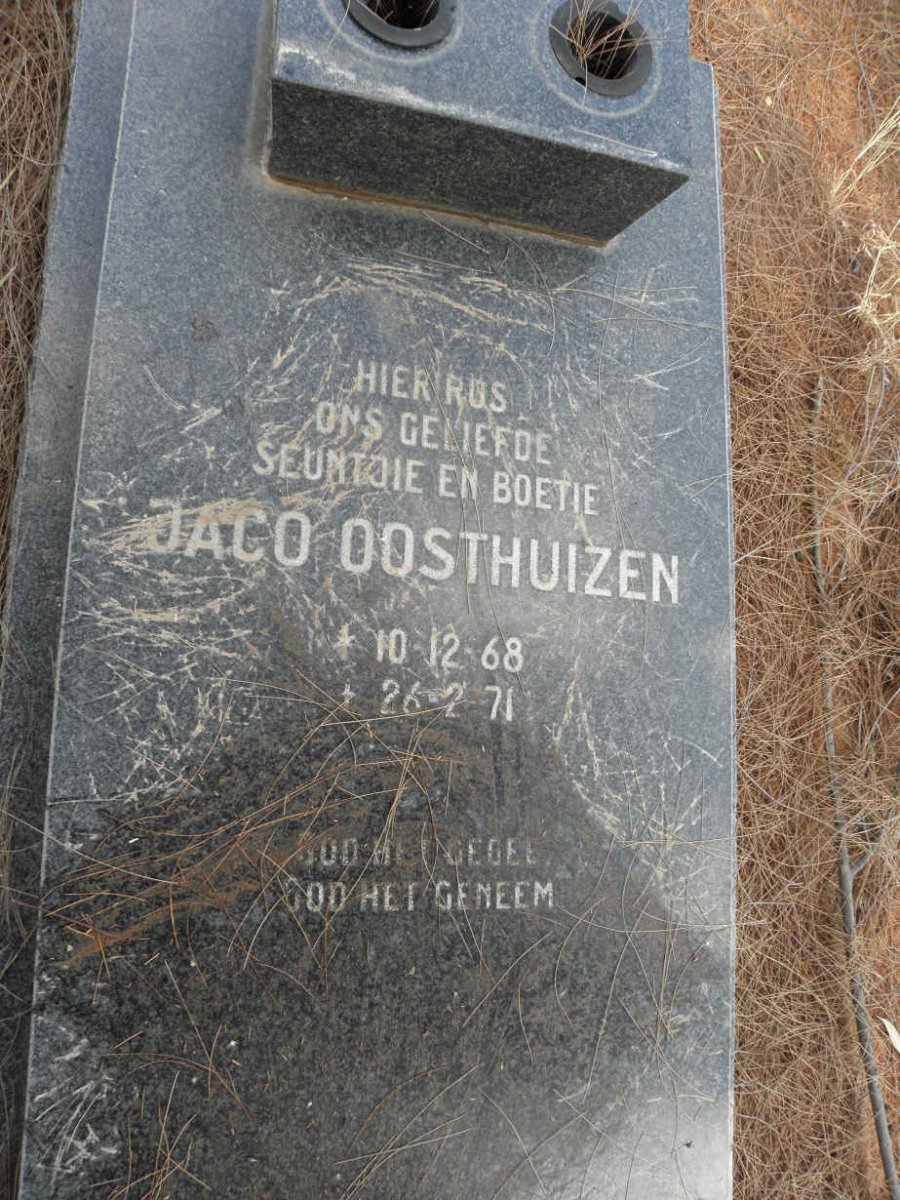 HIER RUS
ONS GELIEFDE
SEUNTJIE EN BOETIE
JACO OOSTHUIZEN
* 10-12-68
† 26-2-71
GOD HET GEGEE,
GOD HET GENEEM